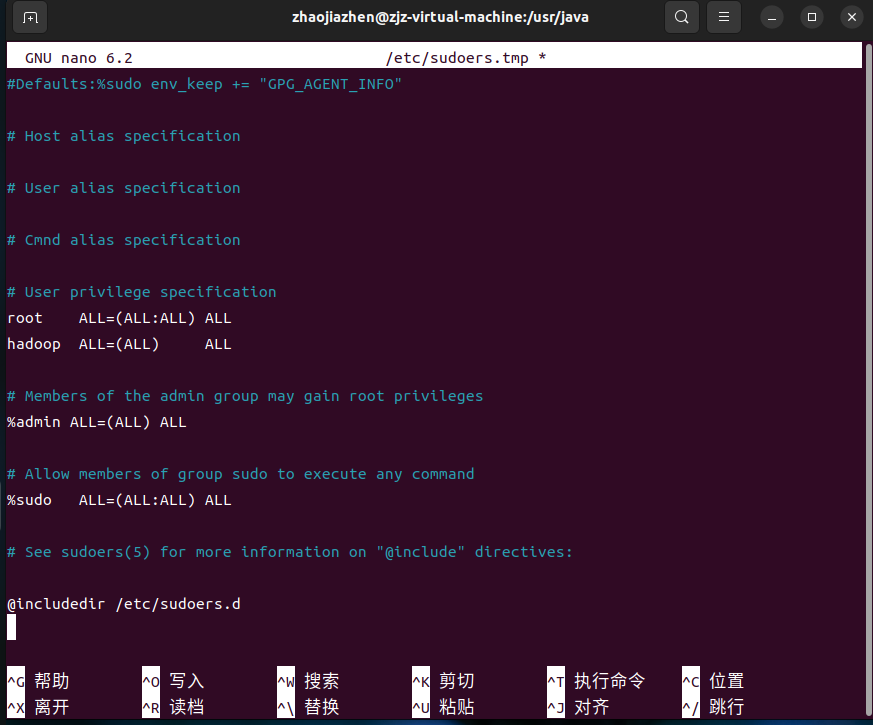 zhaojiazhen@zjz-virtual-machine:/usr/java
GNU nano 6.2 /etc/sudoers.tmp *
#Defaults:%sudo env_keep += "GPG_AGENT_INFO"
# Host alias specification
# User alias specification
# Cmnd alias specification
# User privilege specification
root    ALL=(ALL:ALL) ALL
hadoop  ALL=(ALL)     ALL
# Members of the admin group may gain root privileges
%admin ALL=(ALL) ALL
# Allow members of group sudo to execute any command
%sudo   ALL=(ALL:ALL) ALL
# See sudoers(5) for more information on "@include" directives:
@includedir /etc/sudoers.d
^G 帮助 ^O 写入 ^W 搜索 ^K 剪切 ^T 执行命令 ^C 位置
^X 离开 ^R 读档 ^\ 替换 ^U 粘贴 ^J 对齐 ^/ 跳行